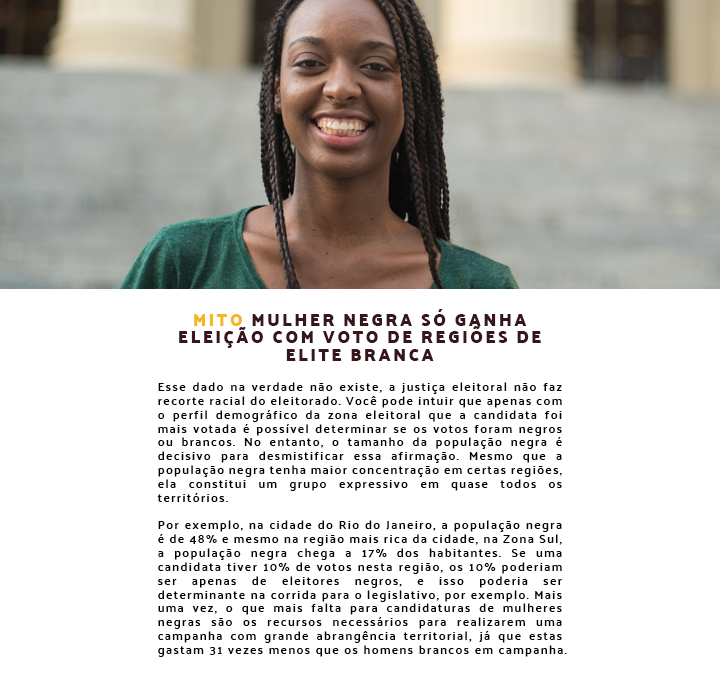 MITO MULHER NEGRA SÓ GANHA
ELEIÇÃO COM VOTO DE REGIÕES DE
ELITE BRANCA
Esse dado na verdade não existe, a justiça eleitoral não faz
recorte racial do eleitorado. Você pode intuir que apenas com
o perfil demográfico da zona eleitoral que a candidata foi
mais votada é possível determinar se os votos foram negros
ou brancos. No entanto, o tamanho da população negra é
decisivo para desmistificar essa afirmação. Mesmo que a
população negra tenha maior concentração em certas regiões,
ela constitui um grupo expressivo em quase todos os
territórios.
Por exemplo, na cidade do Rio do Janeiro, a população negra
é de 48% e mesmo na região mais rica da cidade, na Zona Sul,
a população negra chega a 17% dos habitantes. Se uma
candidata tiver 10% de votos nesta região, os 10% poderiam
ser apenas de eleitores negros, e isso poderia ser
determinante na corrida para o legislativo, por exemplo. Mais
uma vez, o que mais falta para candidaturas de mulheres
negras são os recursos necessários para realizarem uma
campanha com grande abrangência territorial, já que estas
gastam 31 vezes menos que os homens brancos em campanha.